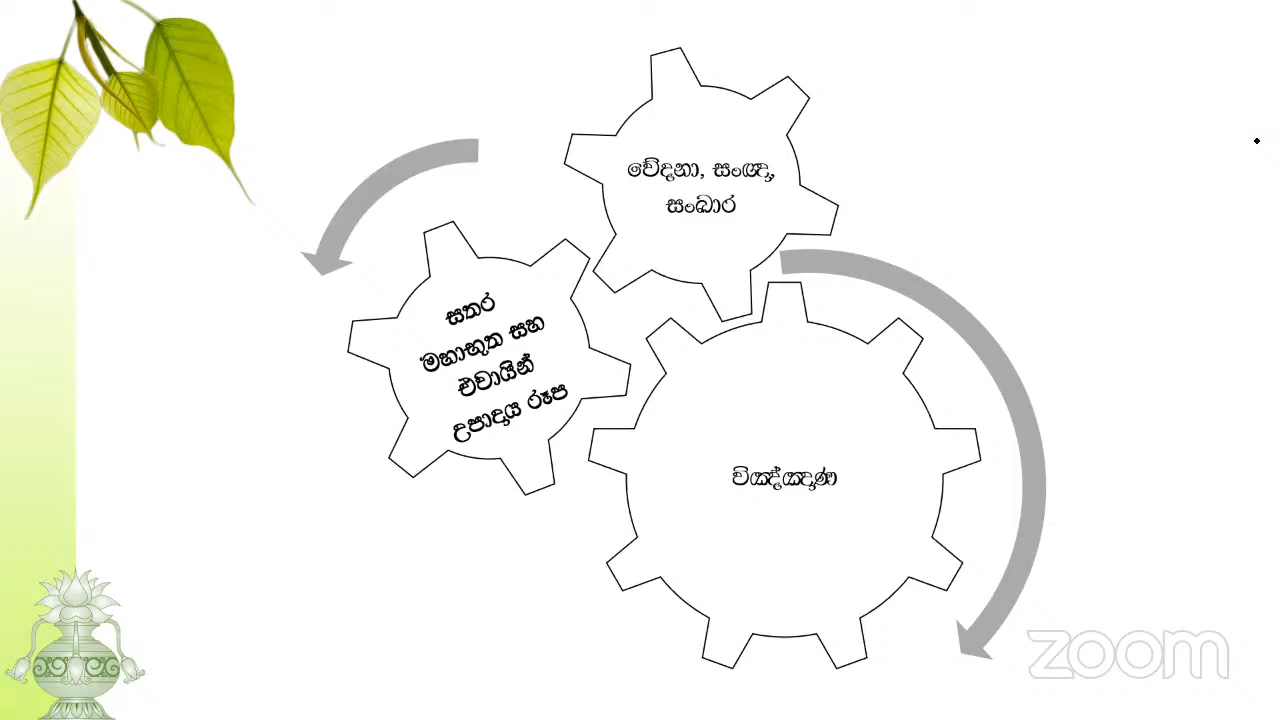 වේදනා, සංඥා,
සංඛාර
සතර
මහාභූත සහ
එවායින්
උපාදාය රූප
විඤ්ඤාණ
zoom